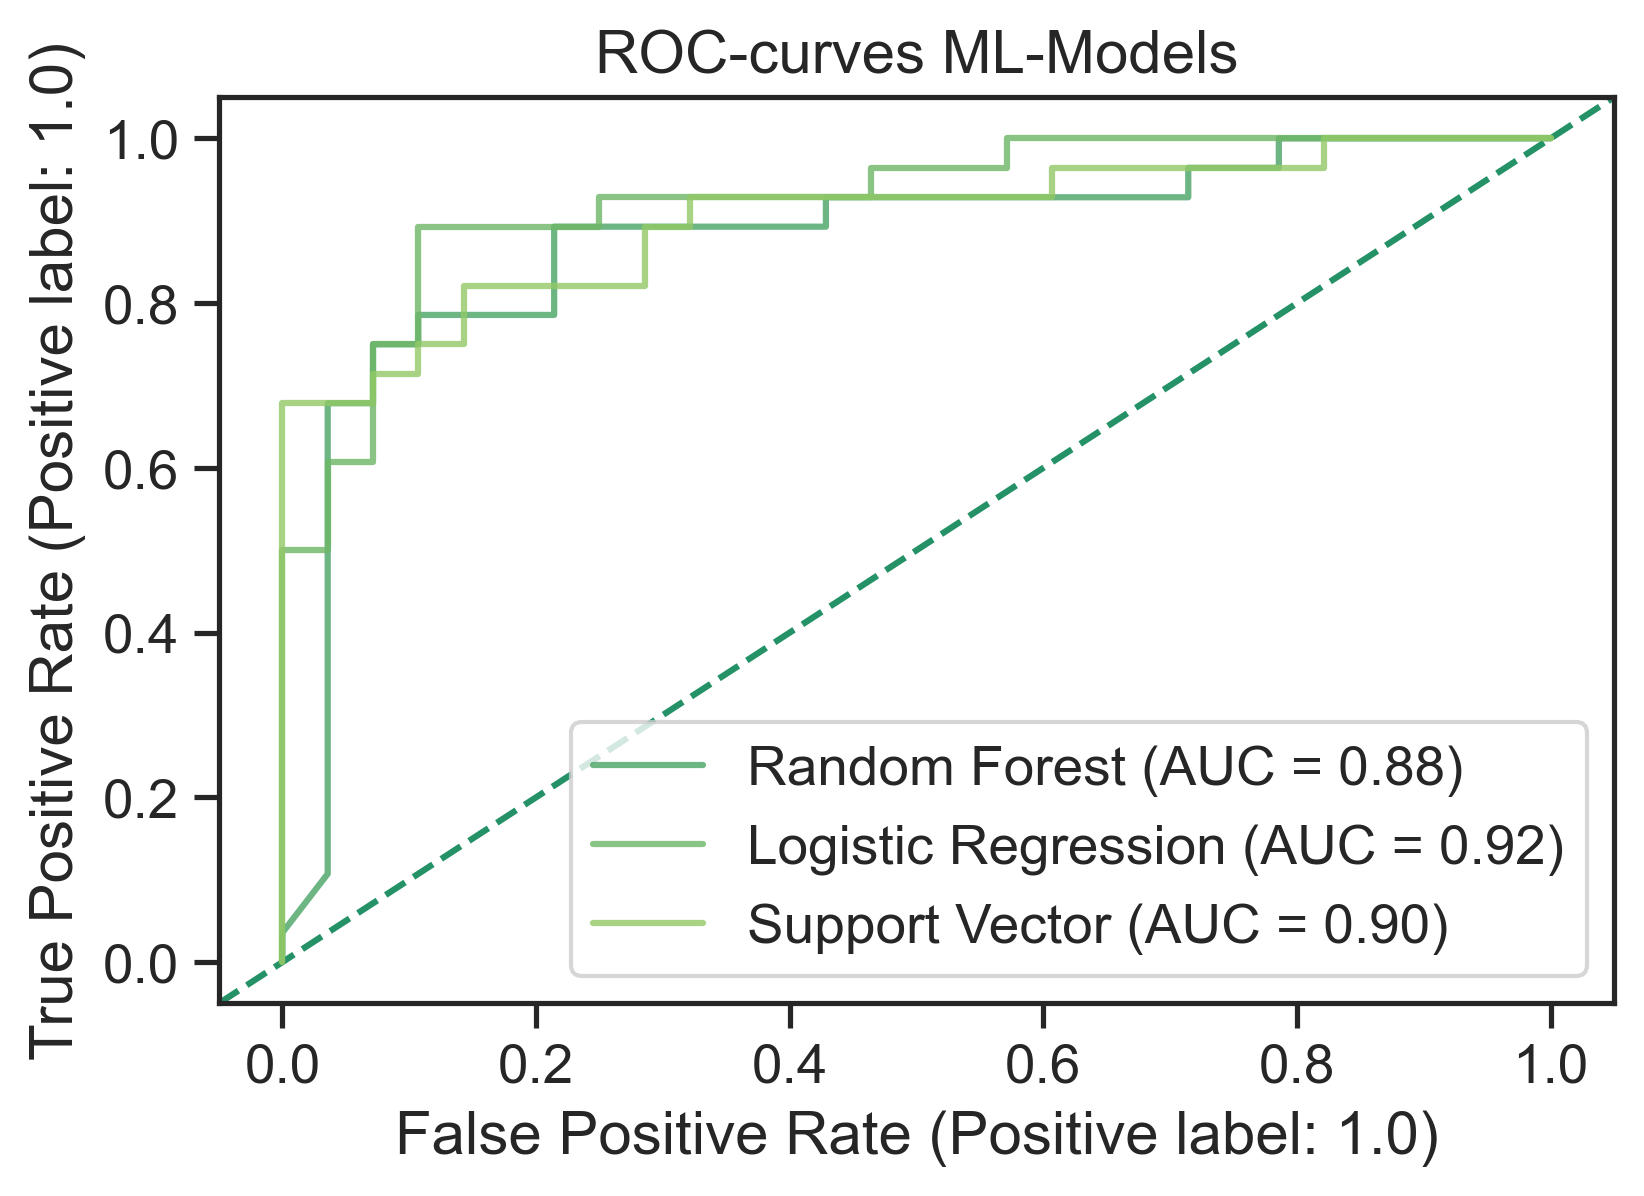 ROC-curves ML-Models
True Positive Rate (Positive label: 1.0)
1.0
0.8
0.6
0.4
0.2
0.0
Random Forest (AUC = 0.88)
Logistic Regression (AUC = 0.92)
Support Vector (AUC = 0.90)
0.0 0.2 0.4 0.6 0.8 1.0
False Positive Rate (Positive label: 1.0)